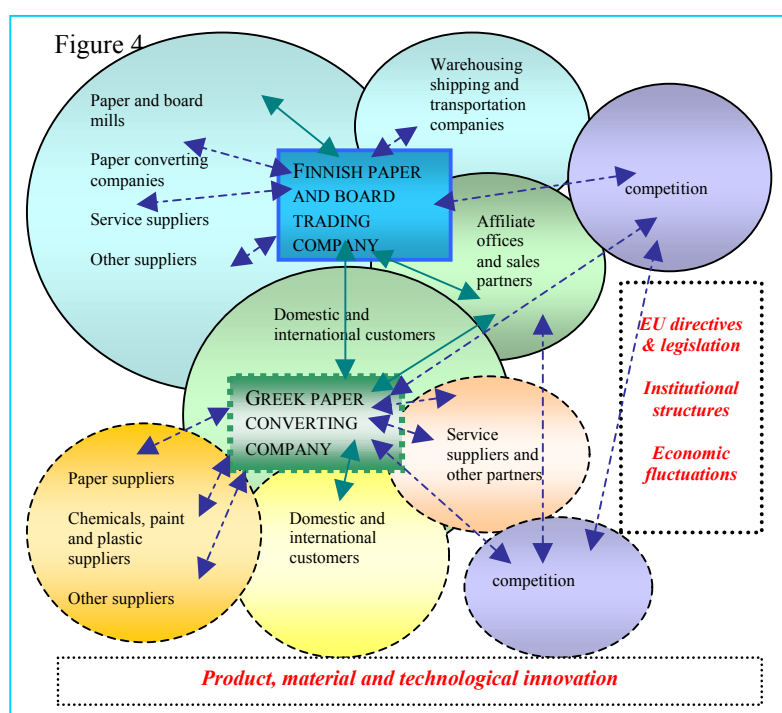 Figure 4
Paper and board
mills
Paper converting
companies
Service suppliers
Other suppliers
Warehousing
shipping and
transportation
companies
FINNISH PAPER
AND BOARD
TRADING
COMPANY
competition
Affiliate
offices
and sales
partners
Domestic and
international customers
EU directives
& legislation
Institutional
structures
Economic
fluctuations
GREEK PAPER
CONVERTING
COMPANY
Service
suppliers and
other partners
Paper suppliers
Chemicals, paint
and plastic
suppliers
Other suppliers
Domestic and
international
customers
competition
Product, material and technological innovation